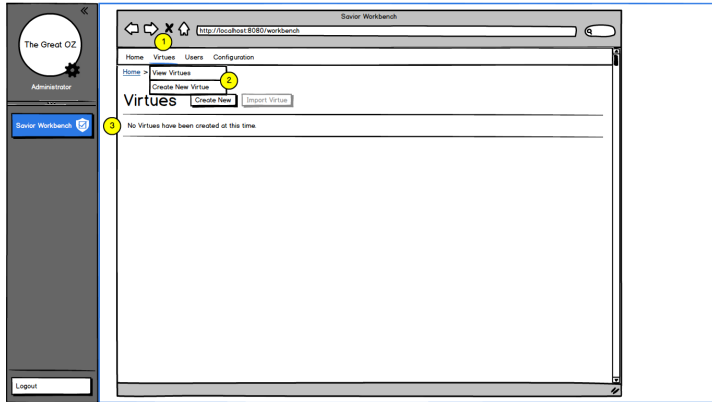 The Great OZ
Administrator
Savior Workbench
Logout
Savior Workbench
http://localhost:8080/workbench
1
Home Virtues Users Configuration
Home > View Virtues
2
Create New Virtue
Virtues Create New Import Virtue
3
No Virtues have been created at this time.